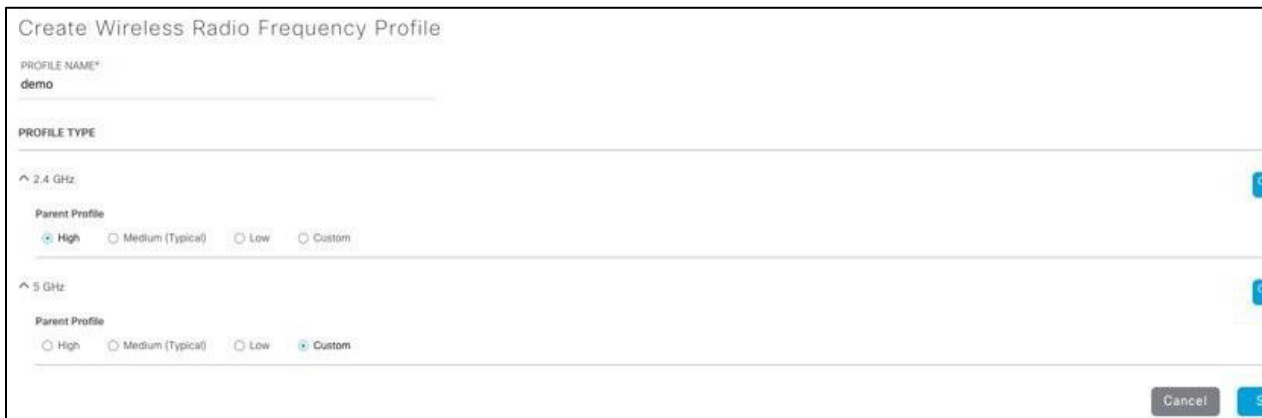 Create Wireless Radio Frequency Profile
PROFILE NAME*
demo
PROFILE TYPE
2.4 GHz
Parent Profile
High Medium (Typical) Low Custom
5 GHz
Parent Profile
High Medium (Typical) Low Custom
Cancel